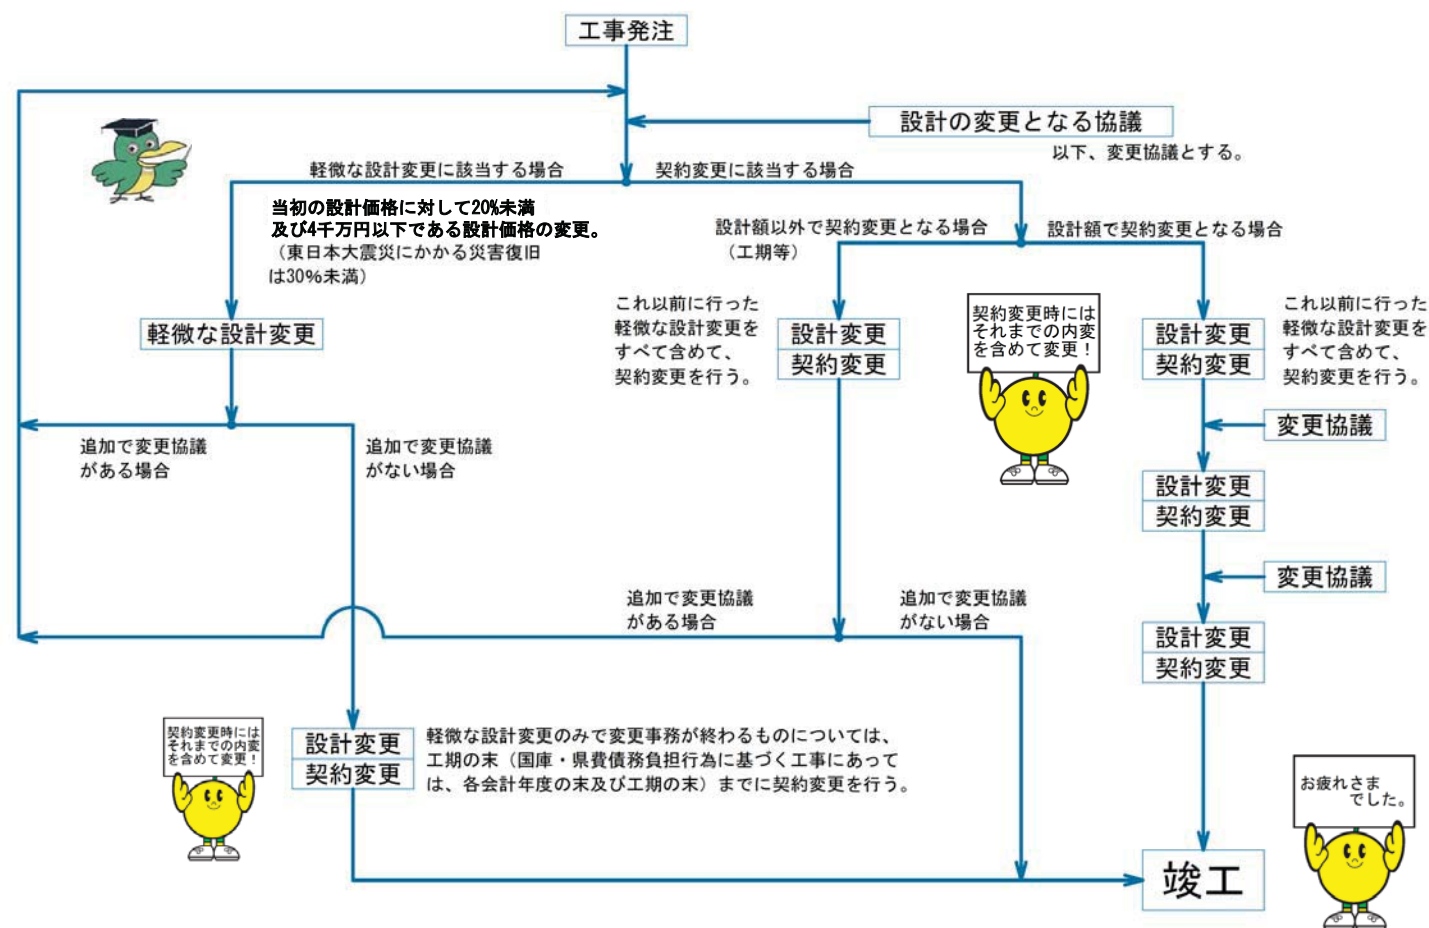 工事発注
設計の変更となる協議
以下、変更協議とする。
軽微な設計変更に該当する場合
契約変更に該当する場合
当初の設計価格に対して20%未満
及び4千万円以下である設計価格の変更。
（東日本大震災にかかる災害復旧
は30%未満）
設計額以外で契約変更となる場合
（工期等）
設計額で契約変更となる場合
軽微な設計変更
これ以前に行った
軽微な設計変更を
すべて含めて、
契約変更を行う。
設計変更
契約変更
契約変更時には
それまでの内変
を含めて変更！
設計変更
契約変更
これ以前に行った
軽微な設計変更を
すべて含めて、
契約変更を行う。
変更協議
追加で変更協議
がある場合
追加で変更協議
がない場合
設計変更
契約変更
変更協議
追加で変更協議
がある場合
追加で変更協議
がない場合
設計変更
契約変更
契約変更時には
それまでの内変
を含めて変更！
設計変更
契約変更
軽微な設計変更のみで変更事務が終わるものについては、
工期の末（国庫・県費債務負担行為に基づく工事にあって
は、各会計年度の末及び工期の末）までに契約変更を行う。
お疲れさま
でした。
竣工